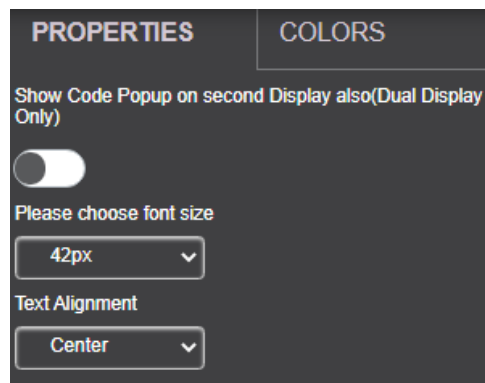 PROPERTIES COLORS
Show Code Popup on second Display also(Dual Display
Only)
Please choose font size
42px
Text Alignment
Center